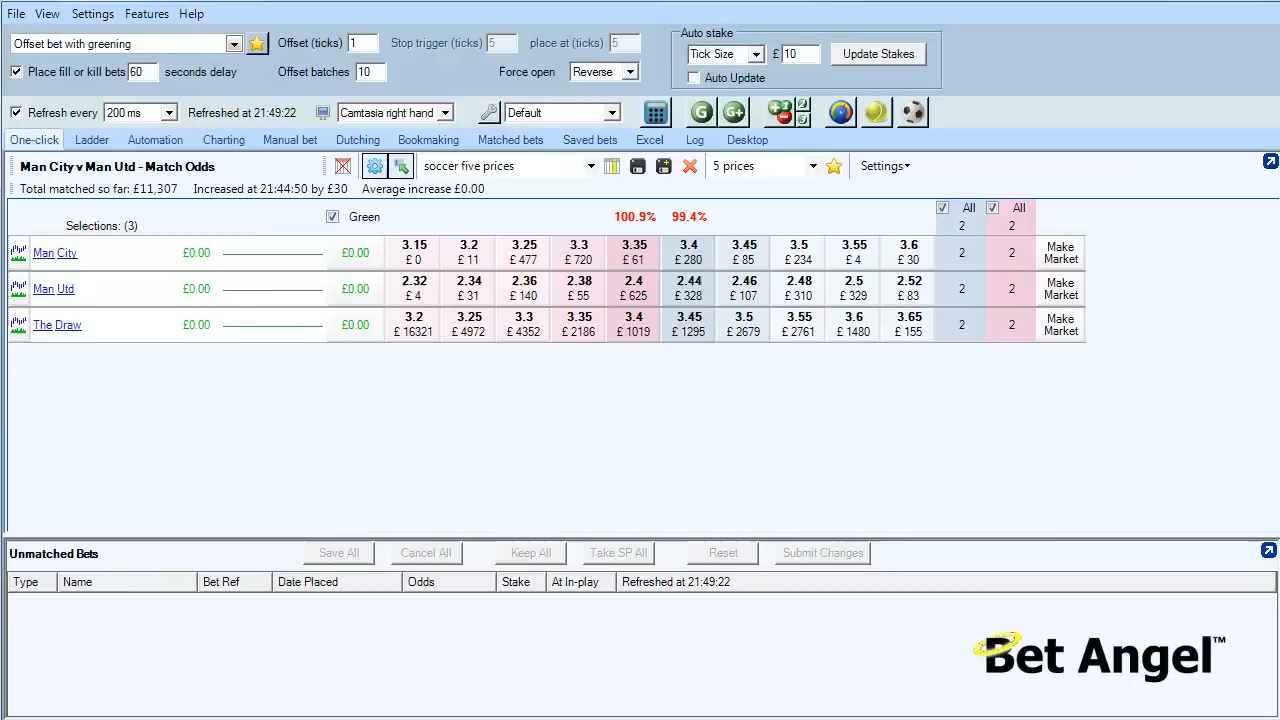 File View Settings Features Help
Offset bet with greening Offset (ticks) 1 Stop trigger (ticks) 5 place at (ticks) 5
Auto stake
Tick Size £ 10 Update Stakes
Place fill or kill bets 60 seconds delay Offset batches 10 Force open Reverse
Auto Update
Refresh every 200 ms Refreshed at 21:49:22 Camtasia right hand Default G G+
One-click Ladder Automation Charting Manual bet Dutching Bookmaking Matched bets Saved bets Excel Log Desktop
Man City v Man Utd - Match Odds soccer five prices 5 prices Settings
Total matched so far: £11,307 Increased at 21:44:50 by £30 Average increase £0.00
Selections: (3) Green 100.9% 99.4% All All
2 2
Man City £0.00 £0.00 3.15 3.2 3.25 3.3 3.35 3.4 3.45 3.5 3.55 3.6 2 2 Make Market
£ 0 £ 11 £ 477 £ 720 £ 61 £ 280 £ 85 £ 234 £ 4 £ 30
Man Utd £0.00 £0.00 2.32 2.34 2.36 2.38 2.4 2.44 2.46 2.48 2.5 2.52 2 2 Make Market
£ 4 £ 31 £ 140 £ 55 £ 625 £ 328 £ 107 £ 310 £ 329 £ 83
The Draw £0.00 £0.00 3.2 3.25 3.3 3.35 3.4 3.45 3.5 3.55 3.6 3.65 2 2 Make Market
£ 16321 £ 4972 £ 4352 £ 2186 £ 1019 £ 1295 £ 2679 £ 2761 £ 1480 £ 155
Unmatched Bets Save All Cancel All Keep All Take SP All Reset Submit Changes
Type Name Bet Ref Date Placed Odds Stake At In-play Refreshed at 21:49:22
Bet Angel™